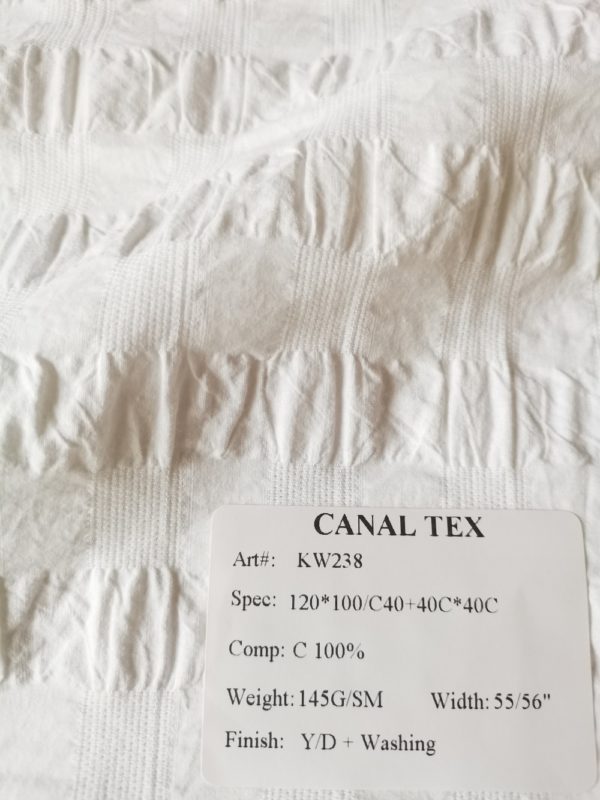 CANAL TEX
Art#: KW238
Spec: 120*100/C40+40C*40C
Comp: C 100%
Weight: 145G/SM Width: 55/56"
Finish: Y/D + Washing